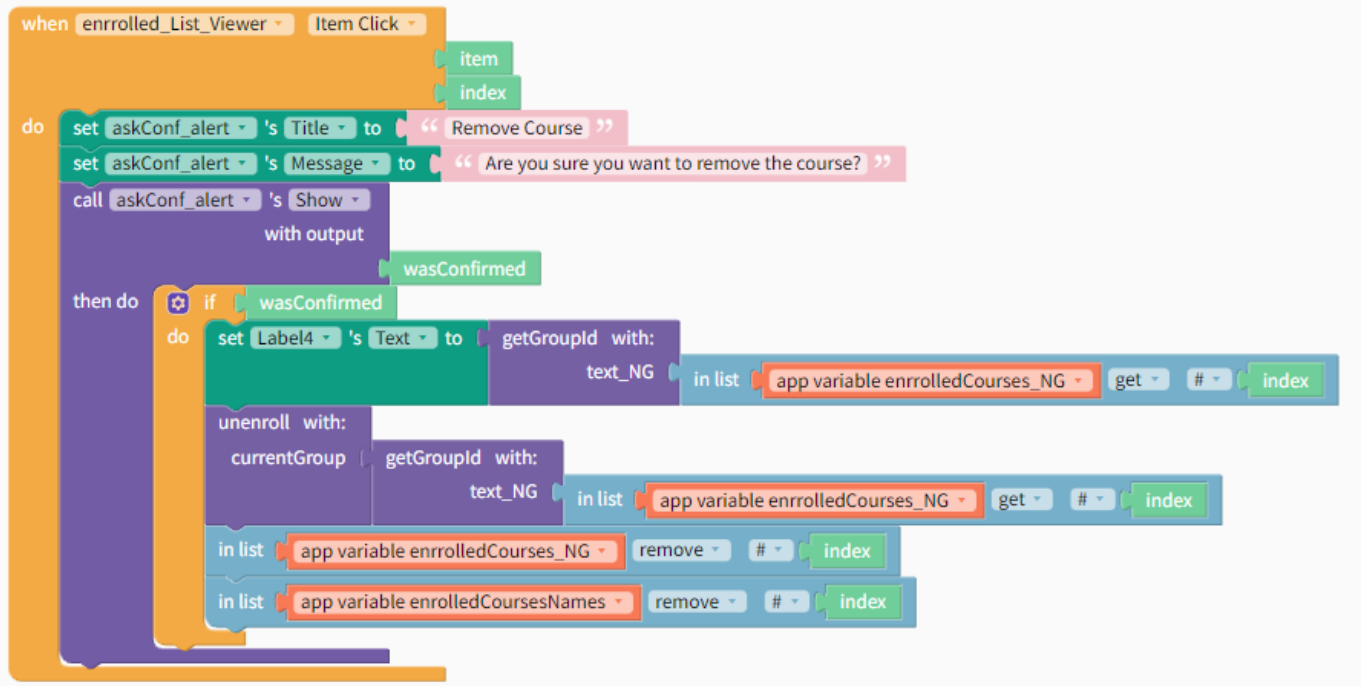 when enrrolled_List_Viewer Item Click
item
index
do set askConf_alert 's Title to “ Remove Course ”
set askConf_alert 's Message to “ Are you sure you want to remove the course? ”
call askConf_alert 's Show
with output
wasConfirmed
then do if wasConfirmed
do set Label4 's Text to getGroupId with:
text_NG in list app variable enrrolledCourses_NG get # index
unenroll with:
currentGroup getGroupId with:
text_NG in list app variable enrrolledCourses_NG get # index
in list app variable enrrolledCourses_NG remove # index
in list app variable enrolledCoursesNames remove # index